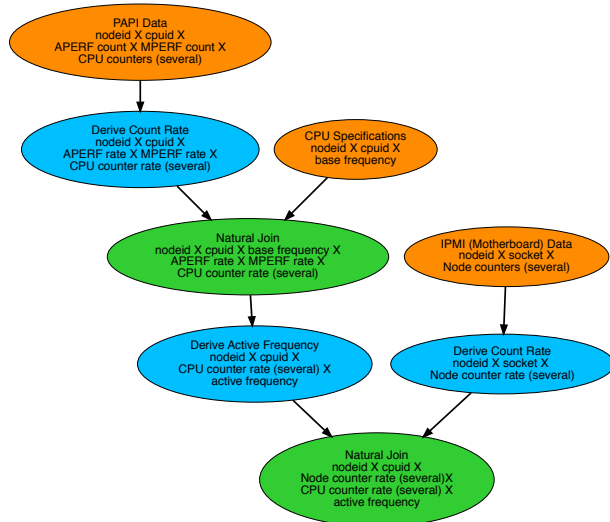 PAPI Data
nodeid X cpuid X
APERF count X MPERF count X
CPU counters (several)
Derive Count Rate
nodeid X cpuid X
APERF rate X MPERF rate X
CPU counter rate (several)
CPU Specifications
nodeid X cpuid X
base frequency
Natural Join
nodeid X cpuid X base frequency X
APERF rate X MPERF rate X
CPU counter rate (several)
IPMI (Motherboard) Data
nodeid X socket X
Node counters (several)
Derive Active Frequency
nodeid X cpuid X
CPU counter rate (several) X
active frequency
Derive Count Rate
nodeid X socket X
Node counter rate (several)
Natural Join
nodeid X cpuid X
Node counter rate (several)X
CPU counter rate (several) X
active frequency